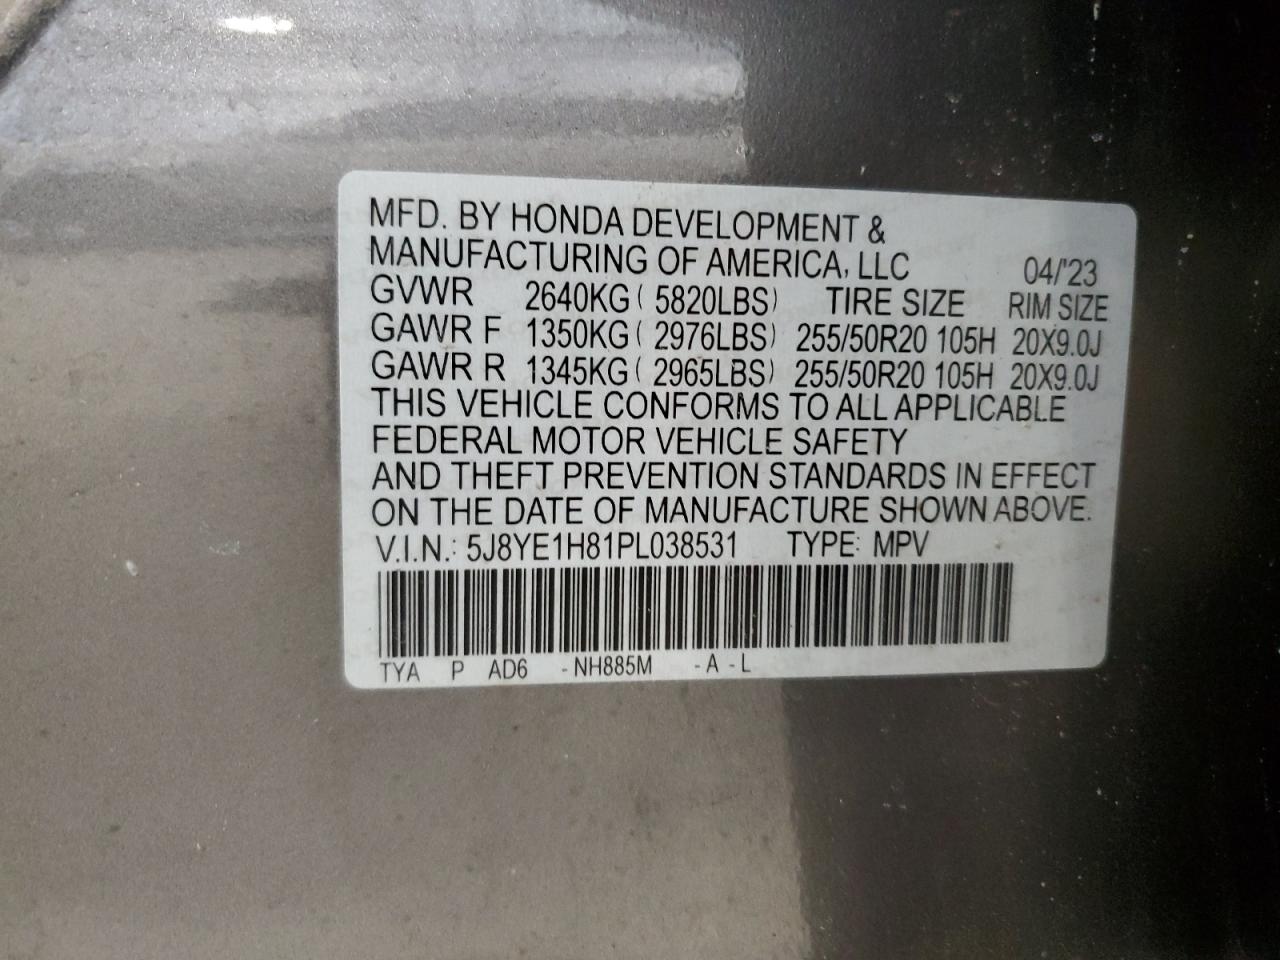 MFD. BY HONDA DEVELOPMENT &
MANUFACTURING OF AMERICA, LLC 04/'23
GVWR 2640KG ( 5820LBS) TIRE SIZE RIM SIZE
GAWR F 1350KG ( 2976LBS) 255/50R20 105H 20X9.0J
GAWR R 1345KG ( 2965LBS) 255/50R20 105H 20X9.0J
THIS VEHICLE CONFORMS TO ALL APPLICABLE
FEDERAL MOTOR VEHICLE SAFETY
AND THEFT PREVENTION STANDARDS IN EFFECT
ON THE DATE OF MANUFACTURE SHOWN ABOVE.
V.I.N.: 5J8YE1H81PL038531 TYPE: MPV
TYA P AD6 -NH885M -A -L